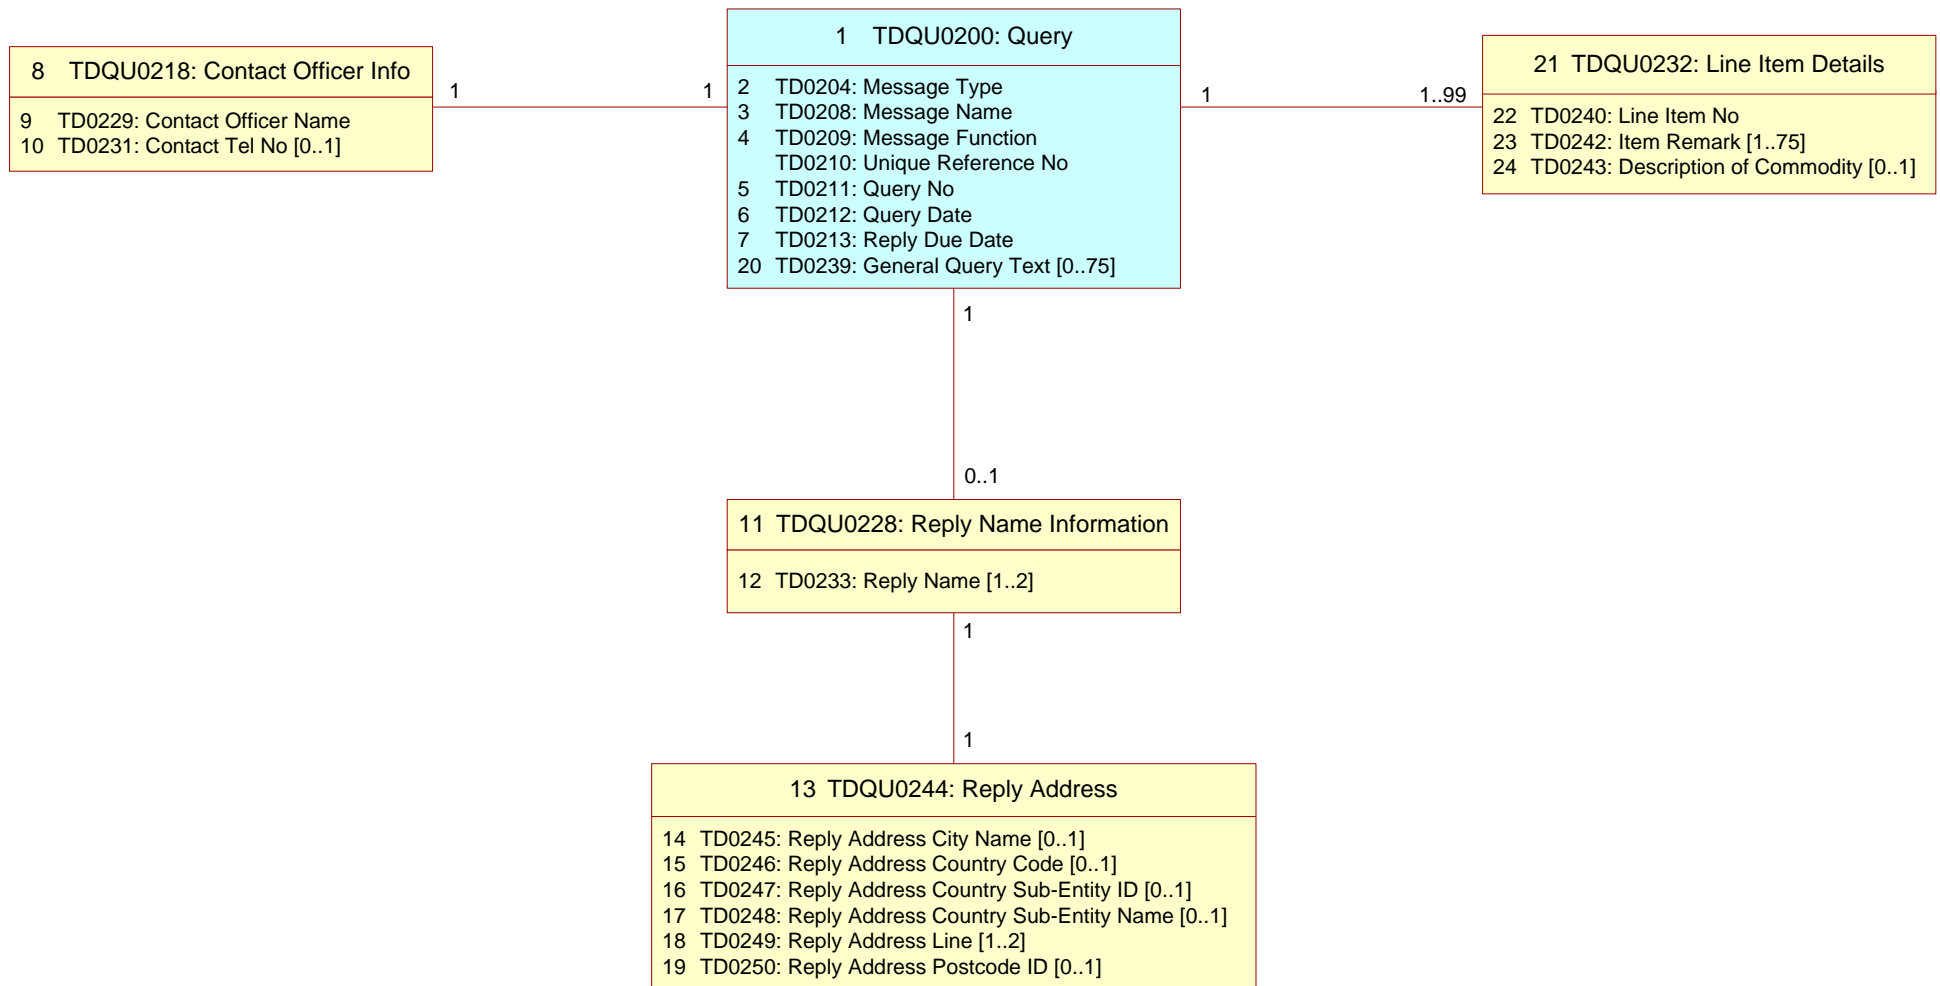 8 TDQU0218: Contact Officer Info
9 TD0229: Contact Officer Name
10 TD0231: Contact Tel No [0..1]
1
1
1 TDQU0200: Query
2 TD0204: Message Type
3 TD0208: Message Name
4 TD0209: Message Function
TD0210: Unique Reference No
5 TD0211: Query No
6 TD0212: Query Date
7 TD0213: Reply Due Date
20 TD0239: General Query Text [0..75]
1
1..99
21 TDQU0232: Line Item Details
22 TD0240: Line Item No
23 TD0242: Item Remark [1..75]
24 TD0243: Description of Commodity [0..1]
1
0..1
11 TDQU0228: Reply Name Information
12 TD0233: Reply Name [1..2]
1
1
13 TDQU0244: Reply Address
14 TD0245: Reply Address City Name [0..1]
15 TD0246: Reply Address Country Code [0..1]
16 TD0247: Reply Address Country Sub-Entity ID [0..1]
17 TD0248: Reply Address Country Sub-Entity Name [0..1]
18 TD0249: Reply Address Line [1..2]
19 TD0250: Reply Address Postcode ID [0..1]